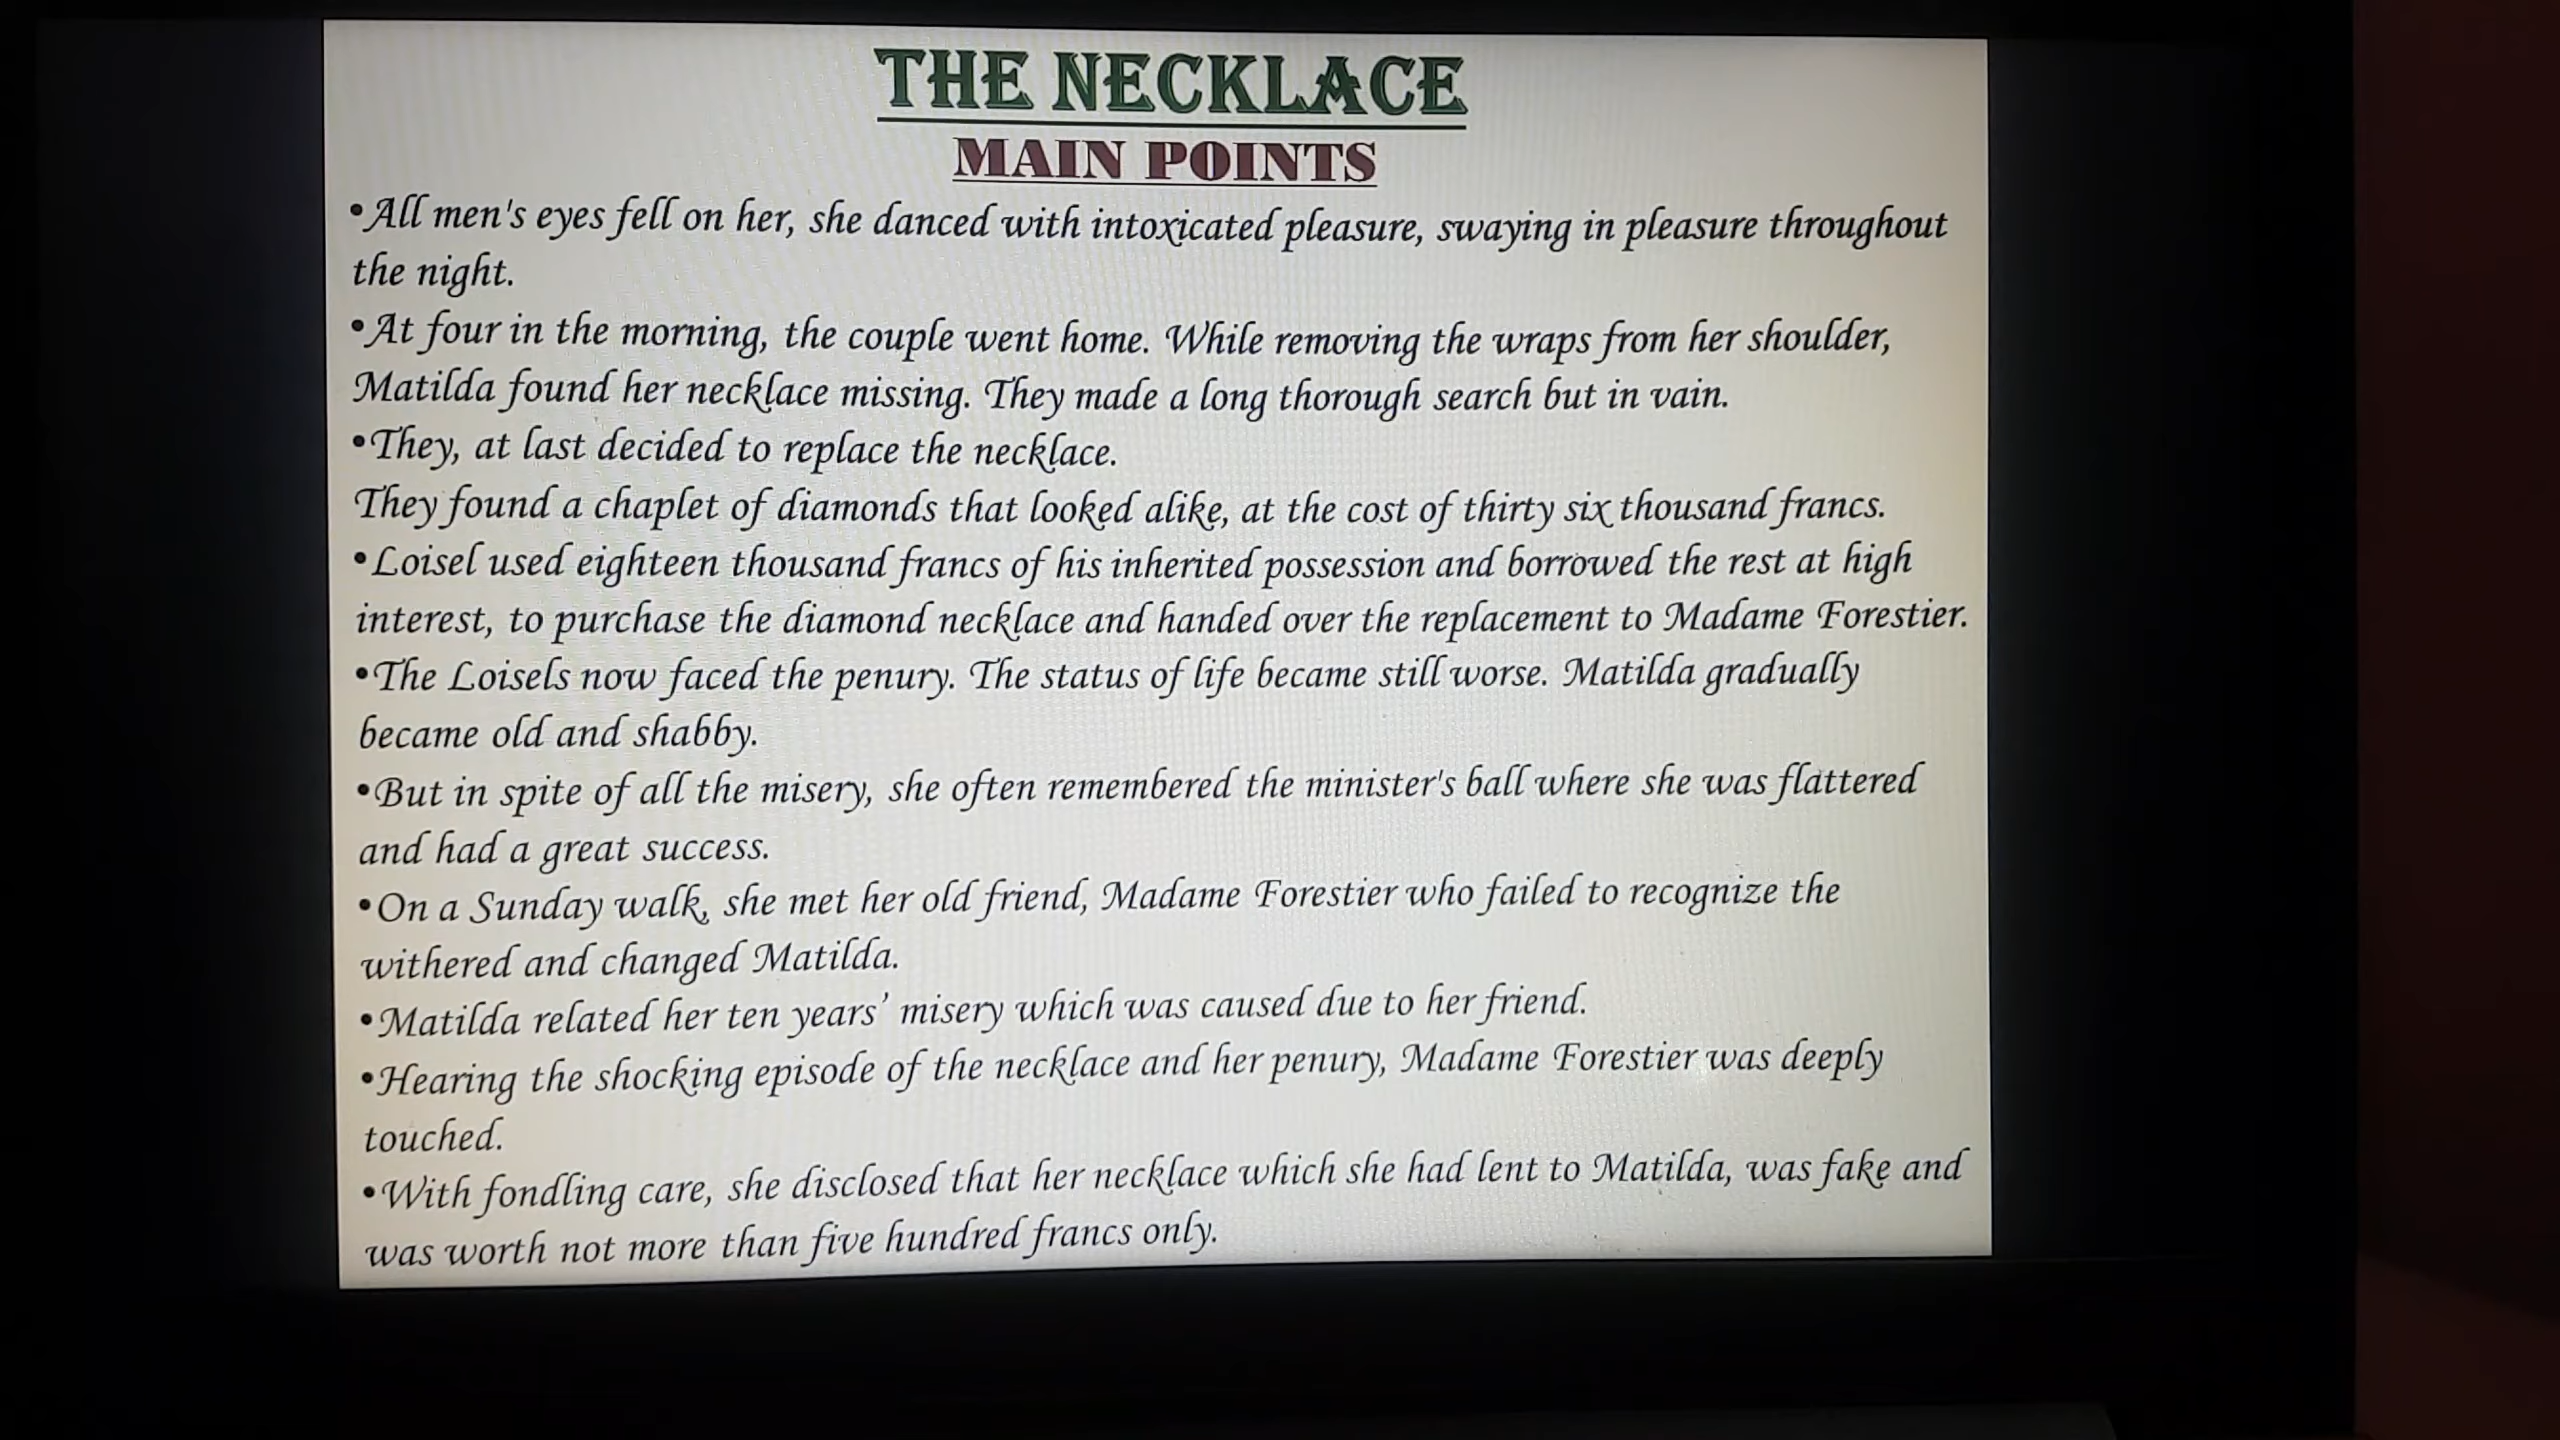 THE NECKLACE
MAIN POINTS
•All men's eyes fell on her, she danced with intoxicated pleasure, swaying in pleasure throughout
the night.
•At four in the morning, the couple went home. While removing the wraps from her shoulder,
Matilda found her necklace missing. They made a long thorough search but in vain.
•They, at last decided to replace the necklace.
They found a chaplet of diamonds that looked alike, at the cost of thirty six thousand francs.
•Loisel used eighteen thousand francs of his inherited possession and borrowed the rest at high
interest, to purchase the diamond necklace and handed over the replacement to Madame Forestier.
•The Loisels now faced the penury. The status of life became still worse. Matilda gradually
became old and shabby.
•But in spite of all the misery, she often remembered the minister's ball where she was flattered
and had a great success.
•On a Sunday walk, she met her old friend, Madame Forestier who failed to recognize the
withered and changed Matilda.
•Matilda related her ten years’ misery which was caused due to her friend.
•Hearing the shocking episode of the necklace and her penury, Madame Forestier was deeply
touched.
•With fondling care, she disclosed that her necklace which she had lent to Matilda, was fake and
was worth not more than five hundred francs only.